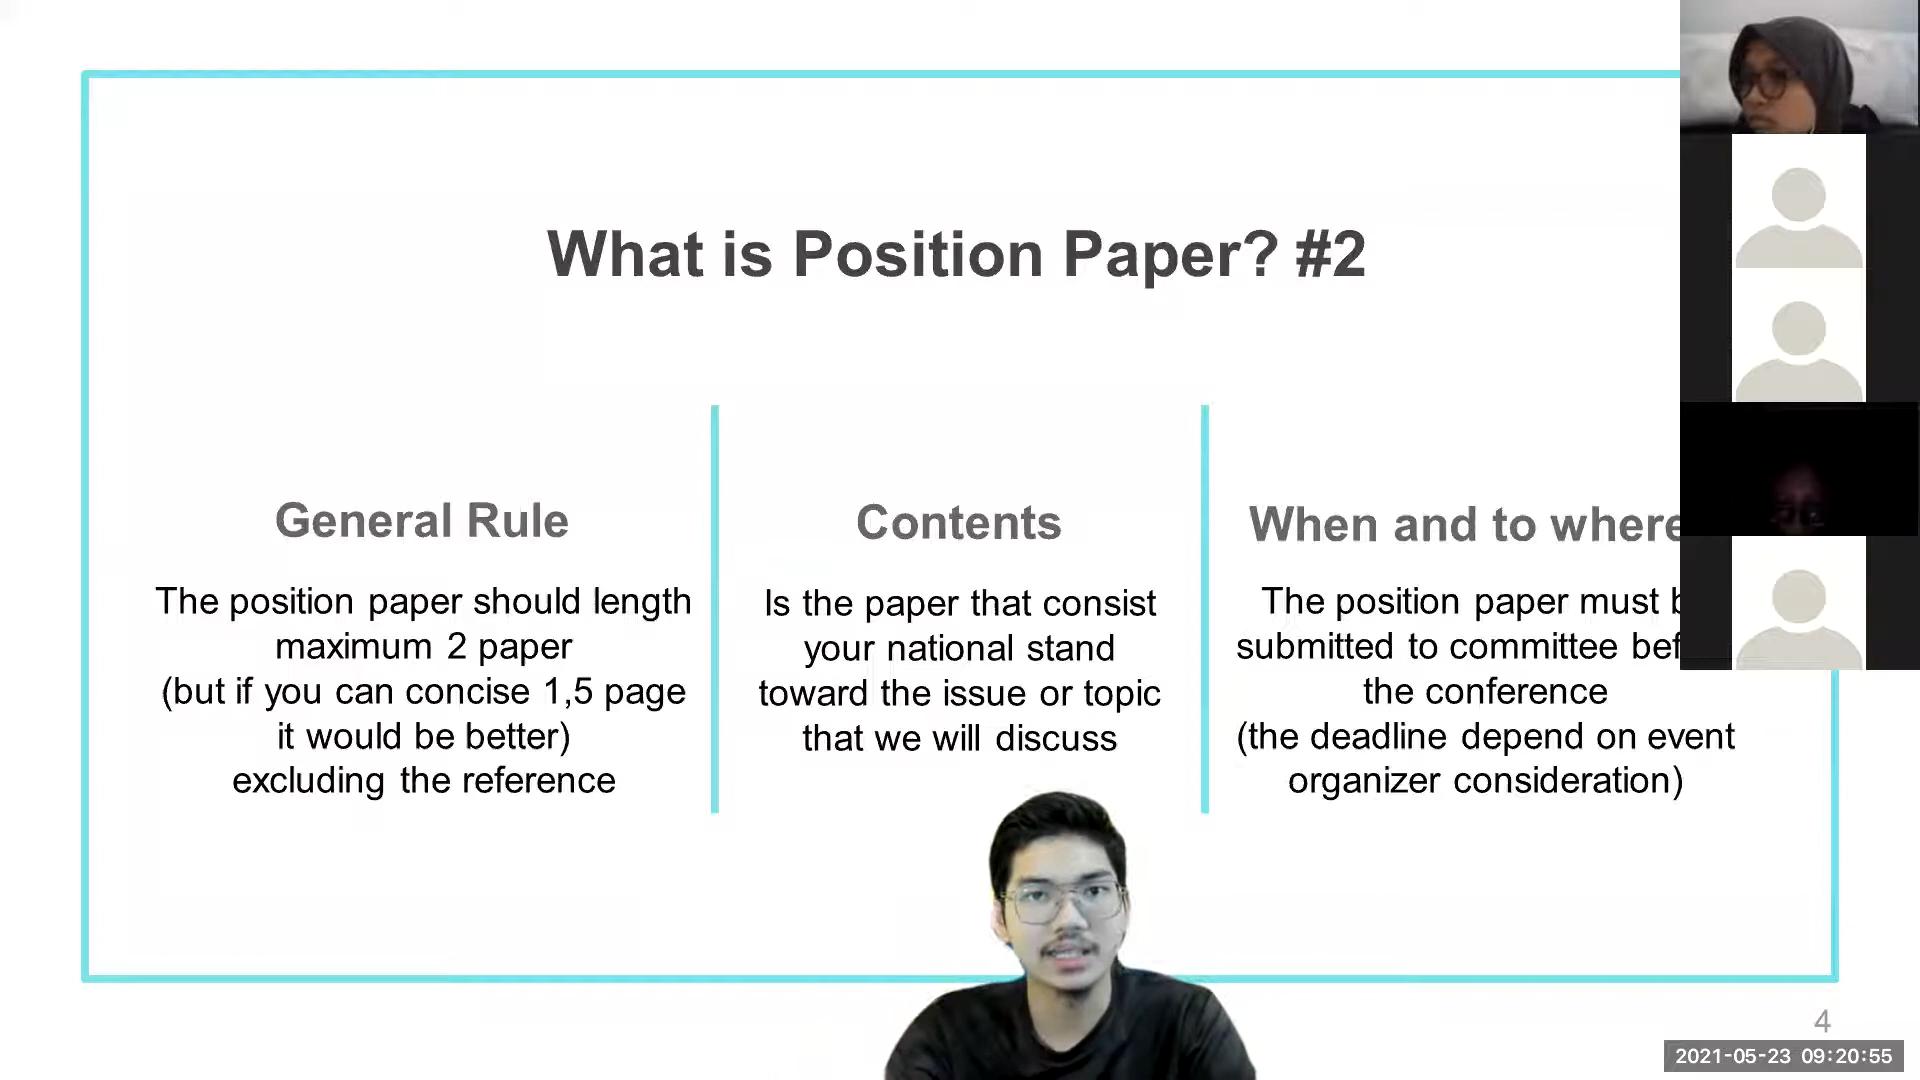 What is Position Paper? #2
General Rule
The position paper should length
maximum 2 paper
(but if you can concise 1,5 page
it would be better)
excluding the reference
Contents
Is the paper that consist
your national stand
toward the issue or topic
that we will discuss
When and to where
The position paper must
submitted to committee
the conference
(the deadline depend on event
organizer consideration)
4
2021-05-23 09:20:55